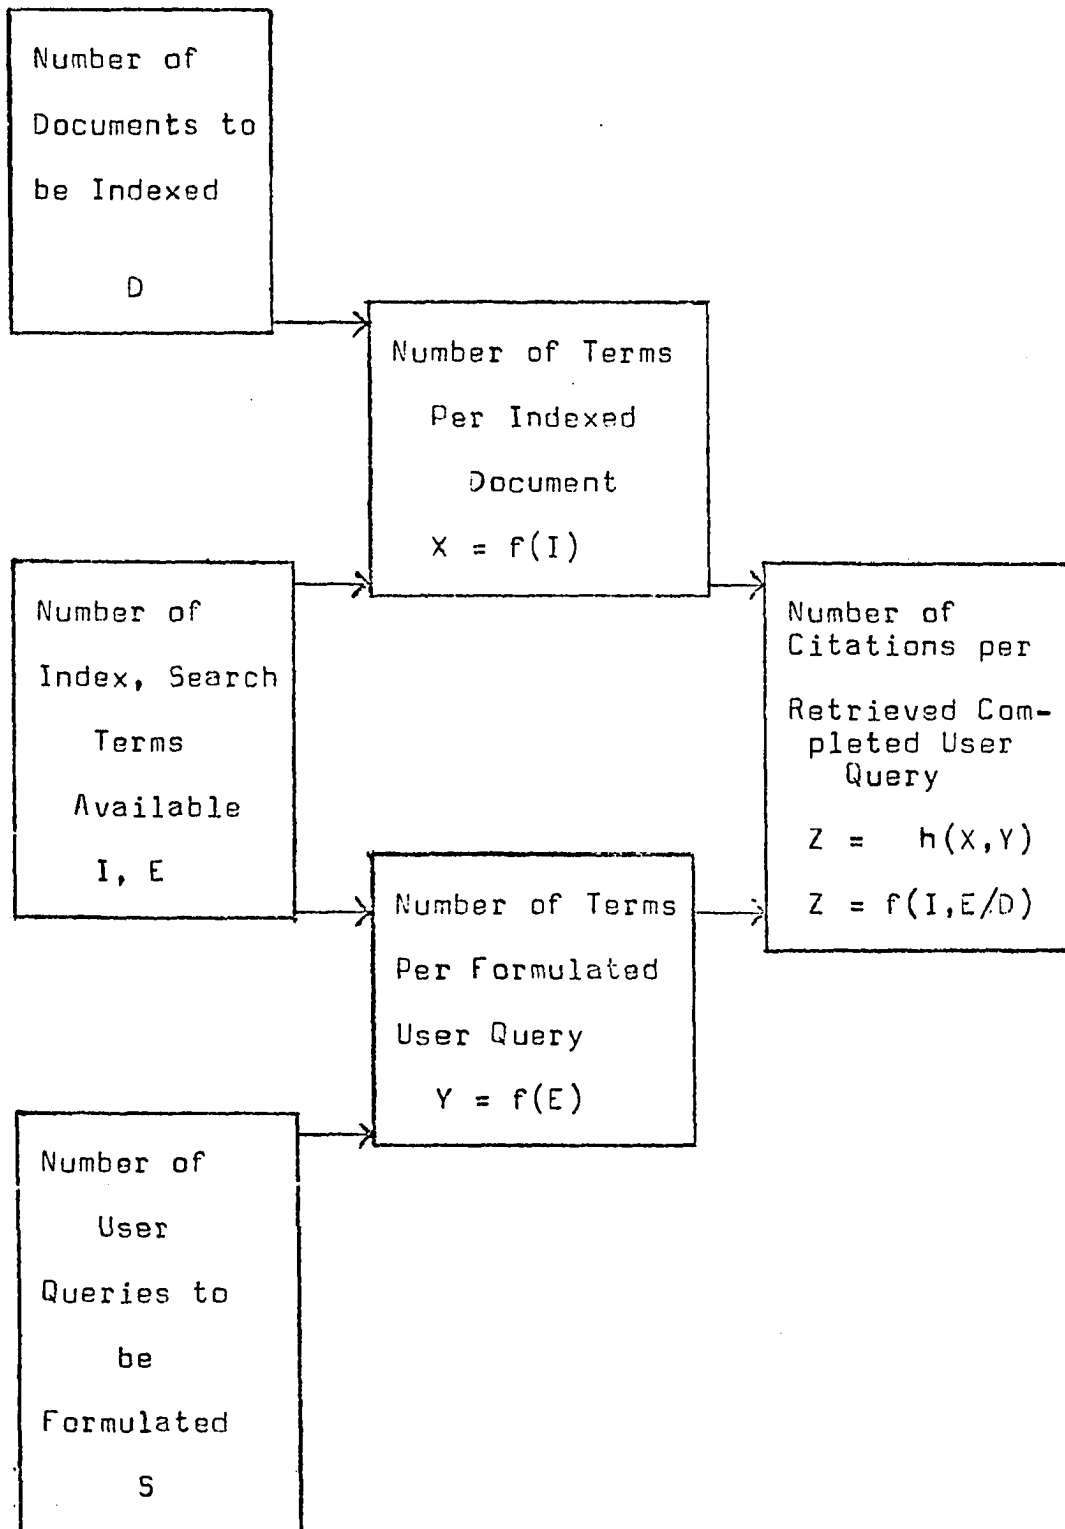 Number of
Documents to
be Indexed
D
Number of Terms
Per Indexed
Document
X = f(I)
Number of
Index, Search
Terms
Available
I, E
Number of
Citations per
Retrieved Com-
pleted User
Query
Z = h(X,Y)
Z = f(I,E/D)
Number of Terms
Per Formulated
User Query
Y = f(E)
Number of
User
Queries to
be
Formulated
S